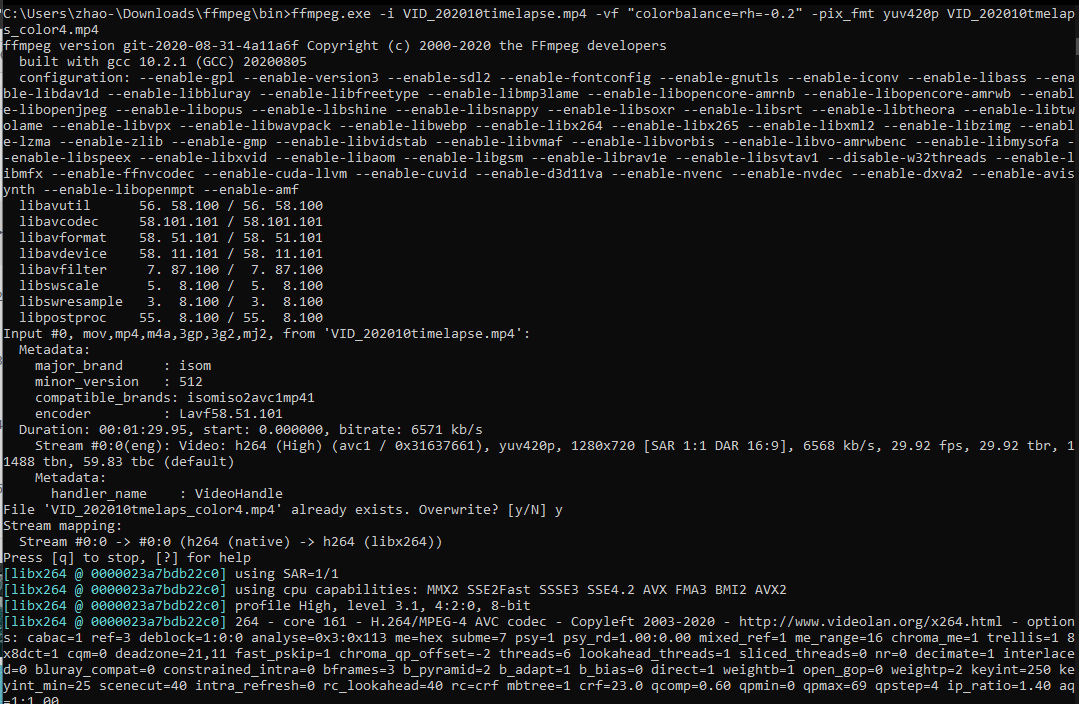 C:\Users\zhao-\Downloads\ffmpeg\bin>ffmpeg.exe -i VID_202010timelapse.mp4 -vf "colorbalance=rh=-0.2" -pix_fmt yuv420p VID_202010tmelap
s_color4.mp4
ffmpeg version git-2020-08-31-4a11a6f Copyright (c) 2000-2020 the FFmpeg developers
  built with gcc 10.2.1 (GCC) 20200805
  configuration: --enable-gpl --enable-version3 --enable-sdl2 --enable-fontconfig --enable-gnutls --enable-iconv --enable-libass --ena
ble-libdav1d --enable-libbluray --enable-libfreetype --enable-libmp3lame --enable-libopencore-amrnb --enable-libopencore-amrwb --enabl
e-libopenjpeg --enable-libopus --enable-libshine --enable-libsnappy --enable-libsoxr --enable-libsrt --enable-libtheora --enable-libtw
olame --enable-libvpx --enable-libwavpack --enable-libwebp --enable-libx264 --enable-libx265 --enable-libxml2 --enable-libzimg --enabl
e-lzma --enable-zlib --enable-gmp --enable-libvidstab --enable-libvmaf --enable-libvorbis --enable-libvo-amrwbenc --enable-libmysofa -
-enable-libspeex --enable-libxvid --enable-libaom --enable-libgsm --enable-librav1e --enable-libsvtav1 --disable-w32threads --enable-l
ibmfx --enable-ffnvcodec --enable-cuda-llvm --enable-cuvid --enable-d3d11va --enable-nvenc --enable-nvdec --enable-dxva2 --enable-avis
ynth --enable-libopenmpt --enable-amf
  libavutil      56. 58.100 / 56. 58.100
  libavcodec     58.101.101 / 58.101.101
  libavformat    58. 51.101 / 58. 51.101
  libavdevice    58. 11.101 / 58. 11.101
  libavfilter     7. 87.100 /  7. 87.100
  libswscale      5.  8.100 /  5.  8.100
  libswresample   3.  8.100 /  3.  8.100
  libpostproc    55.  8.100 / 55.  8.100
Input #0, mov,mp4,m4a,3gp,3g2,mj2, from 'VID_202010timelapse.mp4':
  Metadata:
    major_brand     : isom
    minor_version   : 512
    compatible_brands: isomiso2avc1mp41
    encoder         : Lavf58.51.101
  Duration: 00:01:29.95, start: 0.000000, bitrate: 6571 kb/s
    Stream #0:0(eng): Video: h264 (High) (avc1 / 0x31637661), yuv420p, 1280x720 [SAR 1:1 DAR 16:9], 6568 kb/s, 29.92 fps, 29.92 tbr, 1
1488 tbn, 59.83 tbc (default)
    Metadata:
      handler_name    : VideoHandle
File 'VID_202010tmelaps_color4.mp4' already exists. Overwrite? [y/N] y
Stream mapping:
  Stream #0:0 -> #0:0 (h264 (native) -> h264 (libx264))
Press [q] to stop, [?] for help
[libx264 @ 0000023a7bdb22c0] using SAR=1/1
[libx264 @ 0000023a7bdb22c0] using cpu capabilities: MMX2 SSE2Fast SSSE3 SSE4.2 AVX FMA3 BMI2 AVX2
[libx264 @ 0000023a7bdb22c0] profile High, level 3.1, 4:2:0, 8-bit
[libx264 @ 0000023a7bdb22c0] 264 - core 161 - H.264/MPEG-4 AVC codec - Copyleft 2003-2020 - http://www.videolan.org/x264.html - option
s: cabac=1 ref=3 deblock=1:0:0 analyse=0x3:0x113 me=hex subme=7 psy=1 psy_rd=1.00:0.00 mixed_ref=1 me_range=16 chroma_me=1 trellis=1 8
x8dct=1 cqm=0 deadzone=21,11 fast_pskip=1 chroma_qp_offset=-2 threads=6 lookahead_threads=1 sliced_threads=0 nr=0 decimate=1 interlace
d=0 bluray_compat=0 constrained_intra=0 bframes=3 b_pyramid=2 b_adapt=1 b_bias=0 direct=1 weightb=1 open_gop=0 weightp=2 keyint=250 ke
yint_min=25 scenecut=40 intra_refresh=0 rc_lookahead=40 rc=crf mbtree=1 crf=23.0 qcomp=0.60 qpmin=0 qpmax=69 qpstep=4 ip_ratio=1.40 aq
=1:1.00